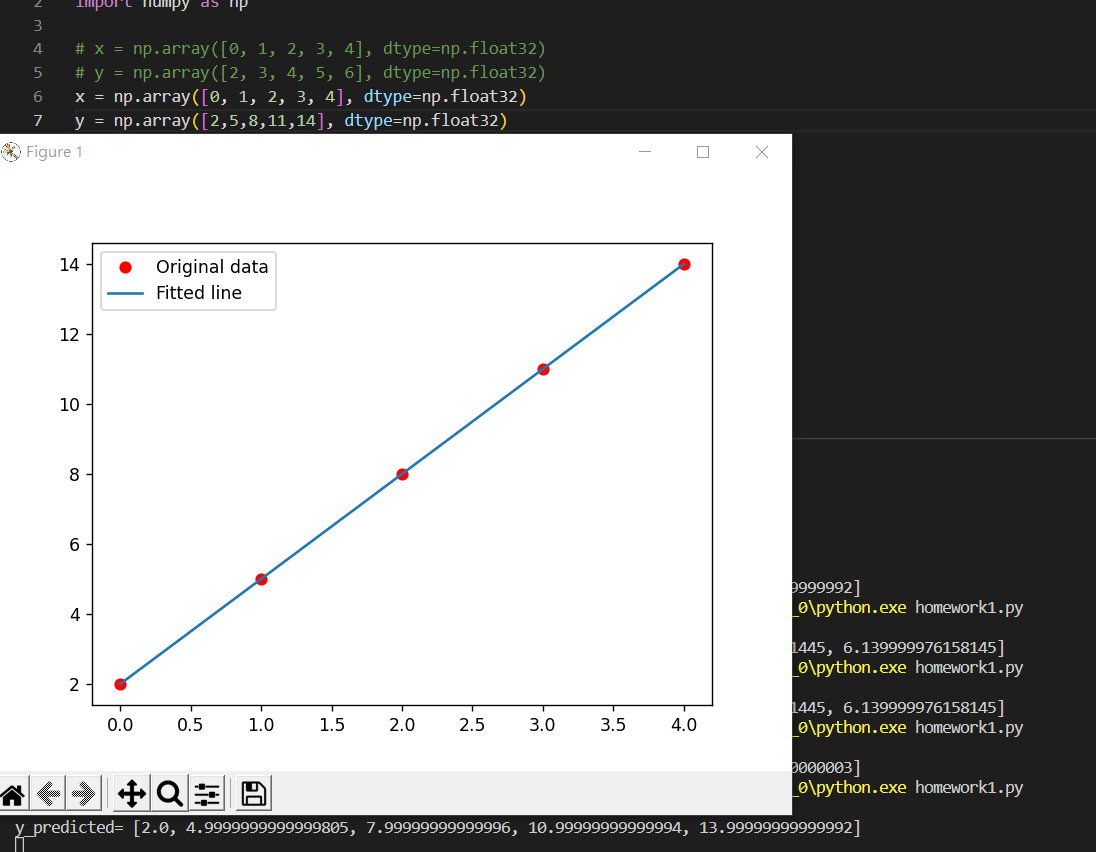 2 import numpy as np
3
4 # x = np.array([0, 1, 2, 3, 4], dtype=np.float32)
5 # y = np.array([2, 3, 4, 5, 6], dtype=np.float32)
6 x = np.array([0, 1, 2, 3, 4], dtype=np.float32)
7 y = np.array([2,5,8,11,14], dtype=np.float32)
Figure 1
Original data
Fitted line
14
12
10
8
6
4
2
0.0 0.5 1.0 1.5 2.0 2.5 3.0 3.5 4.0
9999992]
_0\python.exe homework1.py
1445, 6.139999976158145]
_0\python.exe homework1.py
1445, 6.139999976158145]
_0\python.exe homework1.py
0000003]
_0\python.exe homework1.py
y_predicted= [2.0, 4.9999999999999805, 7.99999999999996, 10.99999999999994, 13.99999999999992]